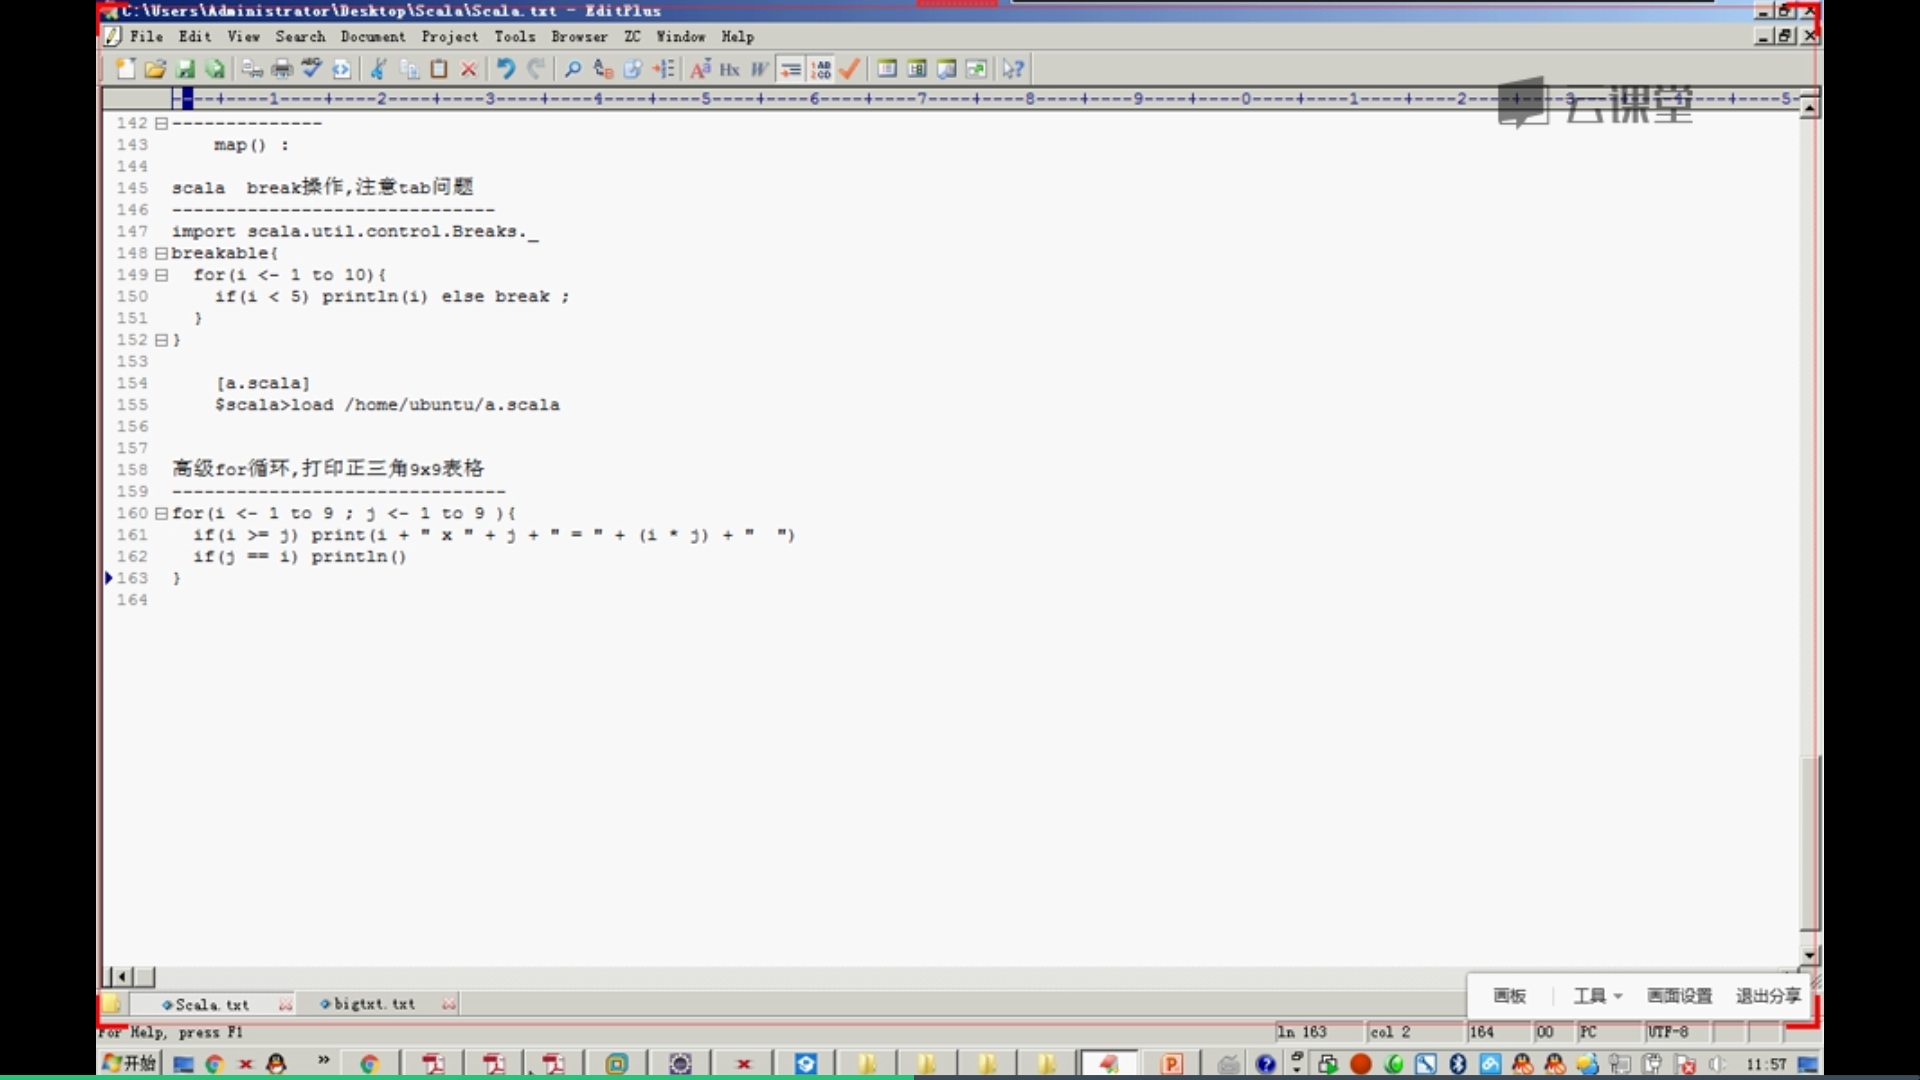 C:\Users\Administrator\Desktop\Scala\Scala.txt - EditPlus
File Edit View Search Document Project Tools Browser ZC Window Help
----+----1----+----2----+----3----+----4----+----5----+----6----+----7----+----8----+----9----+----0----+----1----+----2----+----3----+----4----+----5-
云课堂
142 --------------
143     map() :
144
145 scala  break操作,注意tab问题
146 ------------------------------
147 import scala.util.control.Breaks._
148 breakable{
149   for(i <- 1 to 10){
150     if(i < 5) println(i) else break ;
151   }
152 }
153
154     [a.scala]
155     $scala>load /home/ubuntu/a.scala
156
157
158 高级for循环,打印正三角9x9表格
159 -------------------------------
160 for(i <- 1 to 9 ; j <- 1 to 9 ){
161   if(i >= j) print(i + " x " + j + " = " + (i * j) + "  ")
162   if(j == i) println()
163 }
164
Scala.txt bigtxt.txt
画板 工具 画面设置 退出分享
For Help, press F1 ln 163 col 2 164 00 PC UTF-8
开始 11:57